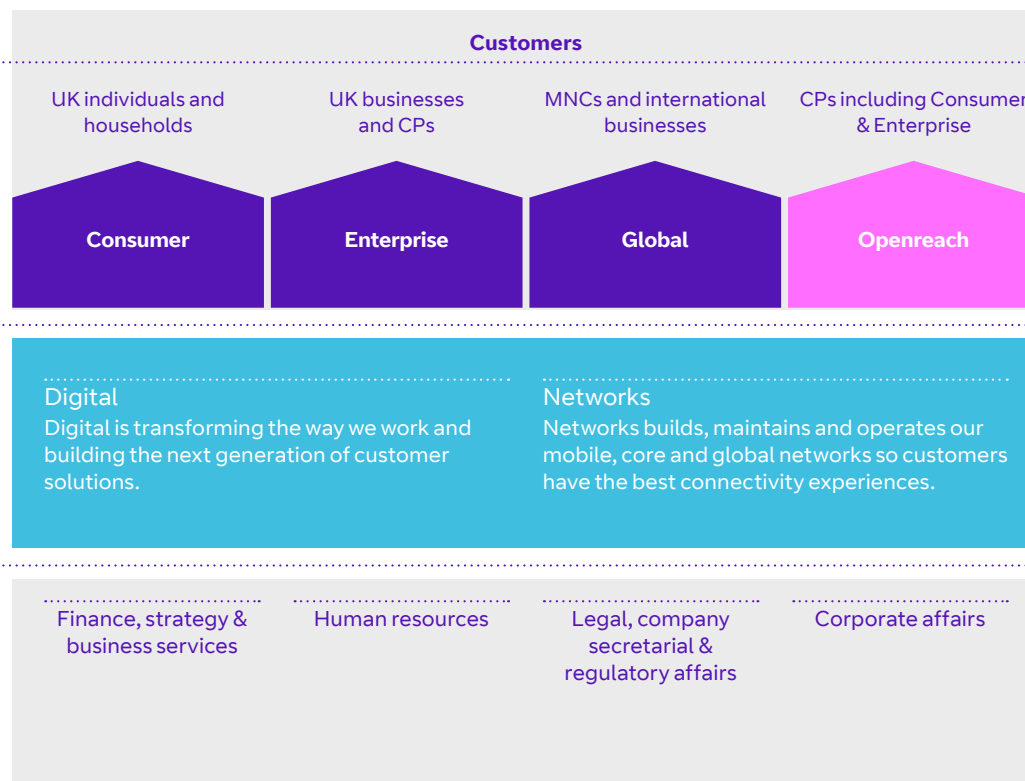 Customers
UK individuals and
households
UK businesses
and CPs
MNCs and international
businesses
CPs including Consumer
& Enterprise
Consumer
Enterprise
Global
Openreach
Digital
Digital is transforming the way we work and
building the next generation of customer
solutions.
Networks
Networks builds, maintains and operates our
mobile, core and global networks so customers
have the best connectivity experiences.
Finance, strategy &
business services
Human resources
Legal, company
secretarial &
regulatory affairs
Corporate affairs